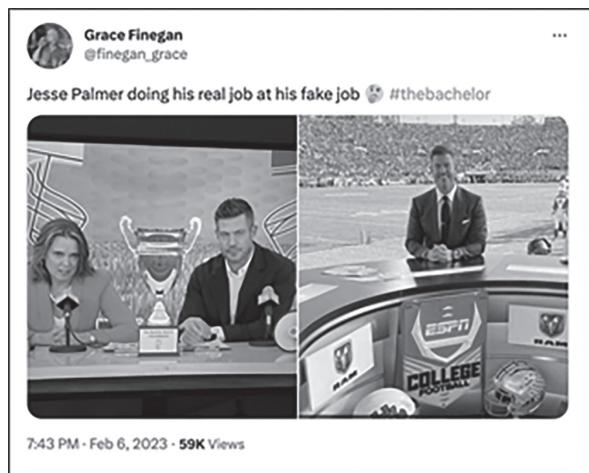 Grace Finegan
@finegan_grace
Jesse Palmer doing his real job at his fake job 🤔 #thebachelor
ESPN
COLLEGE
FOOTBALL
RAM
RAM
7:43 PM · Feb 6, 2023 · 59K Views